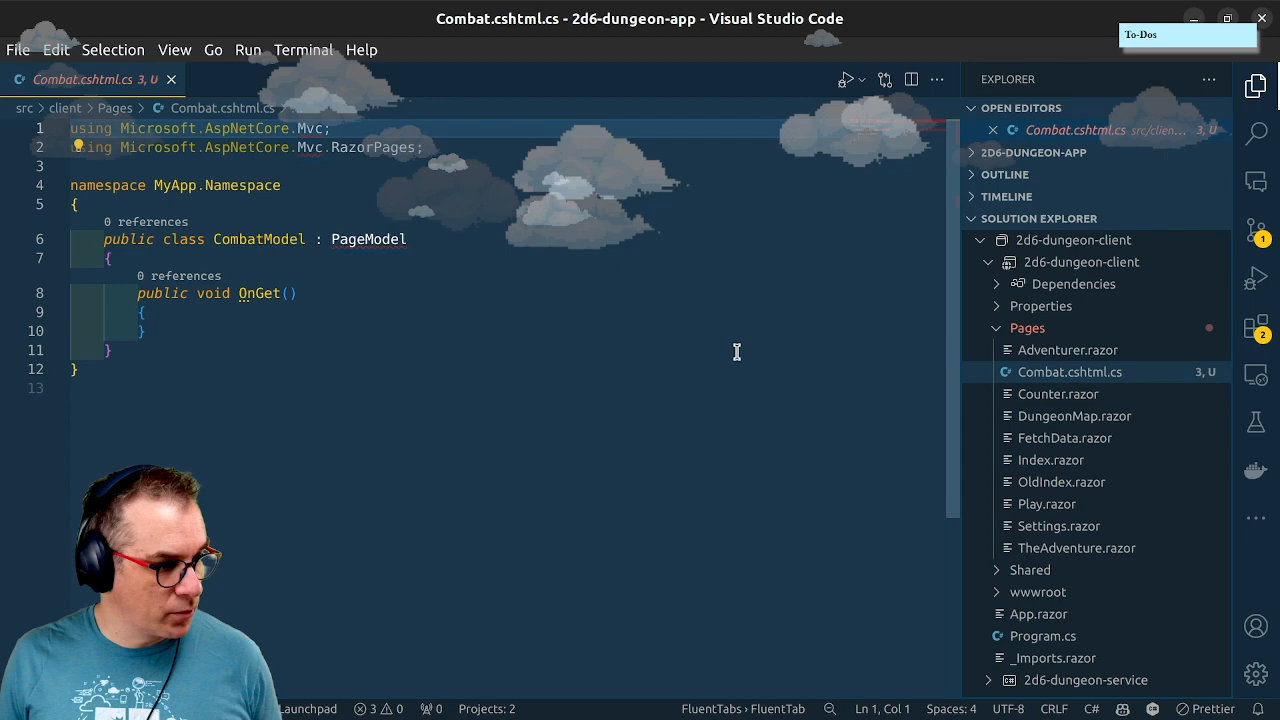 Combat.cshtml.cs - 2d6-dungeon-app - Visual Studio Code
To-Dos
File Edit Selection View Go Run Terminal Help
Combat.cshtml.cs 3, U
src > client > Pages > Combat.cshtml.cs >
1 using Microsoft.AspNetCore.Mvc;
2 using Microsoft.AspNetCore.Mvc.RazorPages;
3
4 namespace MyApp.Namespace
5 {
0 references
6 public class CombatModel : PageModel
7 {
0 references
8 public void OnGet()
9 {
10 }
11 }
12 }
13
EXPLORER
OPEN EDITORS
Combat.cshtml.cs src/clien... 3, U
2D6-DUNGEON-APP
OUTLINE
TIMELINE
SOLUTION EXPLORER
2d6-dungeon-client
2d6-dungeon-client
Dependencies
Properties
Pages
Adventurer.razor
Combat.cshtml.cs 3, U
Counter.razor
DungeonMap.razor
FetchData.razor
Index.razor
OldIndex.razor
Play.razor
Settings.razor
TheAdventure.razor
Shared
wwwroot
App.razor
Program.cs
_Imports.razor
2d6-dungeon-service
1
2
Launchpad 3 0 0 Projects: 2 FluentTabs > FluentTab Ln 1, Col 1 Spaces: 4 UTF-8 CRLF C# Prettier